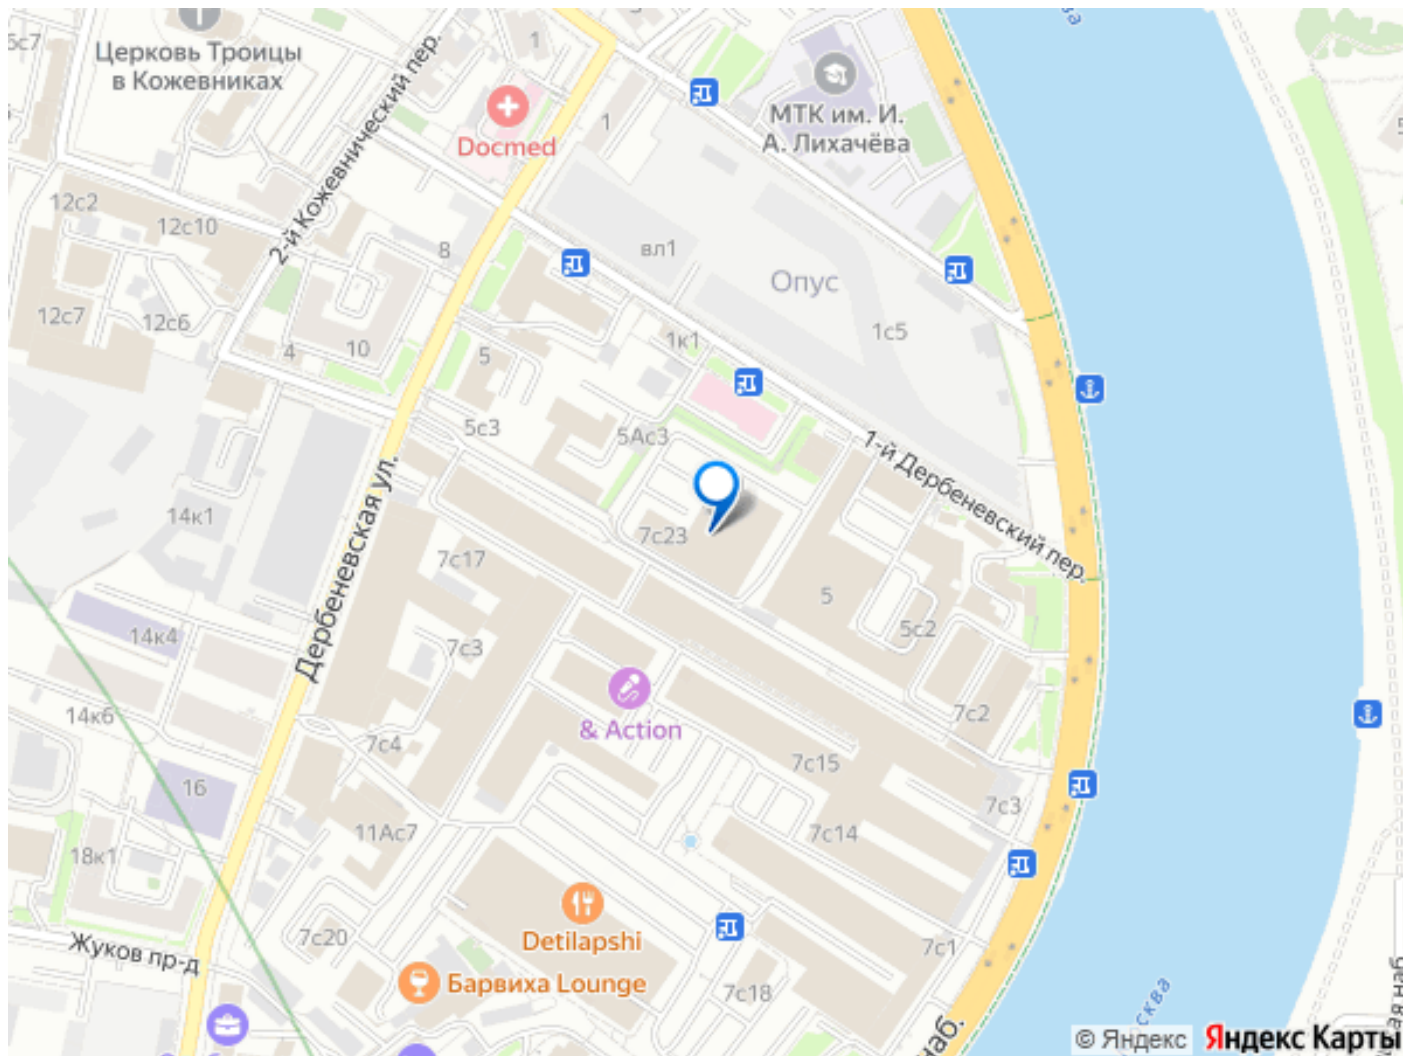 5с7
Церковь Троицы
в Кожевниках
2-й Кожевнический пер.
1
Docmed
1
МТК им. И.
А. Лихачёва
12с2
12с10
8
вл1
Опус
12с7
12с6
4
10
5
1к1
1с5
5с3
5Ас3
1-й Дербеневский пер.
Дербеневская ул.
14к1
7с23
7с17
5
5с2
14к4
7с3
& Action
14к6
7с4
7с2
7с15
16
7с3
11Ас7
7с14
18к1
Detilapshi
7с20
7с1
Жуков пр-д
Барвиха Lounge
7с18
наб.
© Яндекс
Яндекс Карты